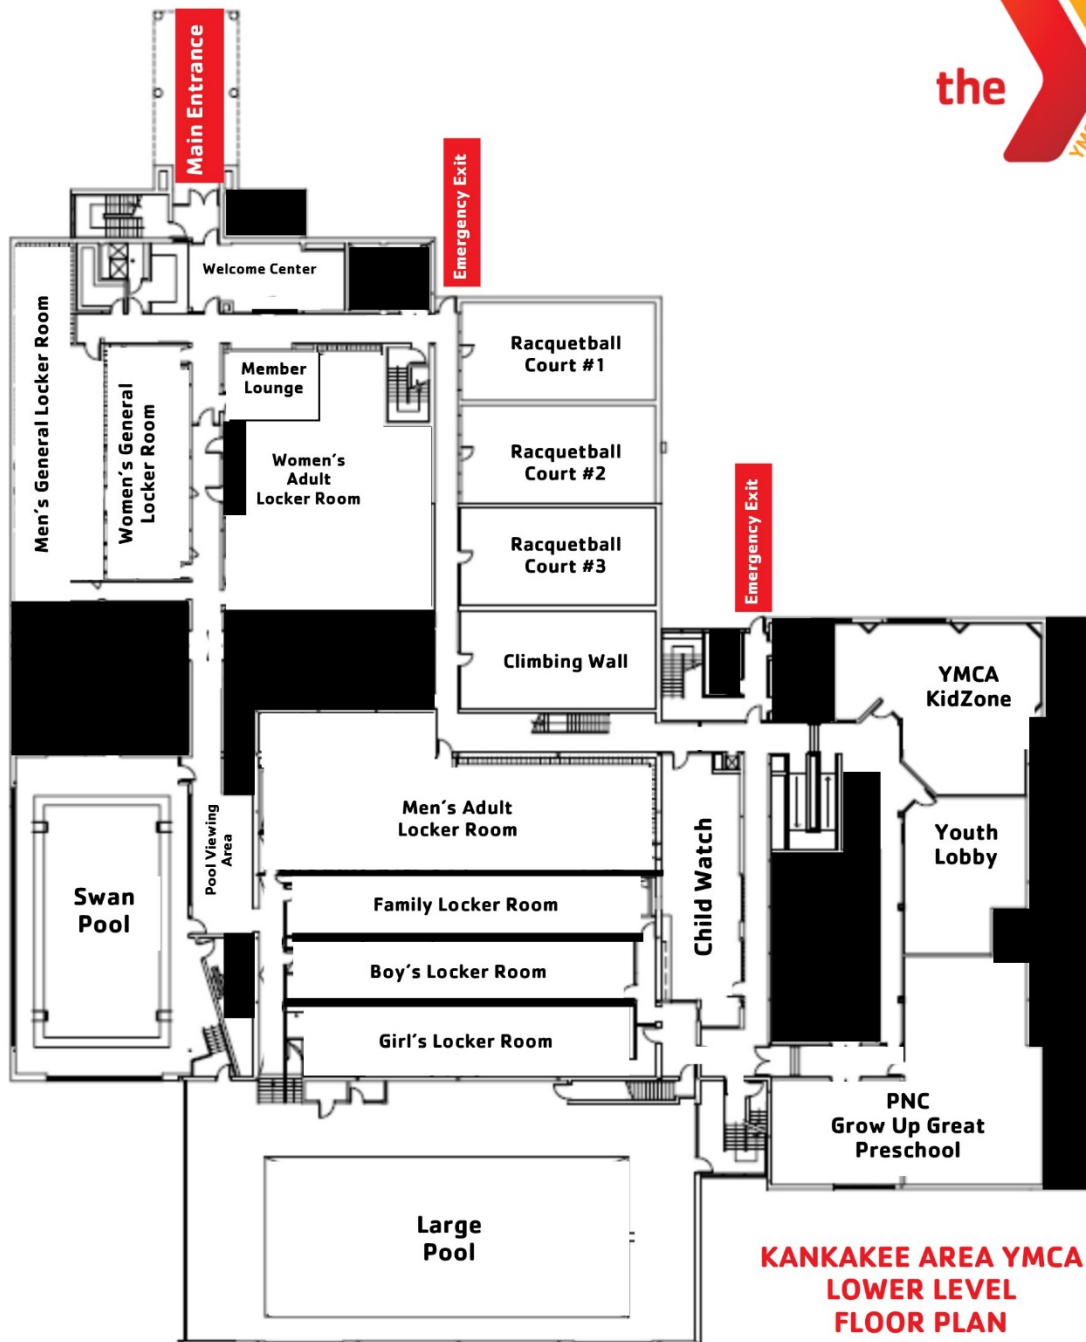 the
YMC
Main Entrance
Emergency Exit
Welcome Center
Men's General Locker Room
Women's General
Locker Room
Member
Lounge
Women's
Adult
Locker Room
Racquetball
Court #1
Racquetball
Court #2
Racquetball
Court #3
Climbing Wall
Emergency Exit
YMCA
KidZone
Youth
Lobby
Men's Adult
Locker Room
Pool Viewing
Area
Swan
Pool
Family Locker Room
Child Watch
Boy's Locker Room
Girl's Locker Room
PNC
Grow Up Great
Preschool
Large
Pool
KANKAKEE AREA YMCA
LOWER LEVEL
FLOOR PLAN